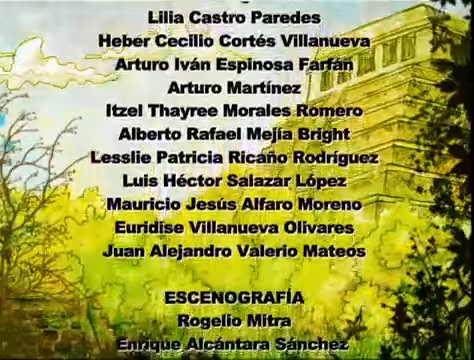 Lilia Castro Paredes
Heber Cecilio Cortés Villanueva
Arturo Iván Espinosa Farfán
Arturo Martínez
Itzel Thayree Morales Romero
Alberto Rafael Mejía Bright
Lesslie Patricia Ricaño Rodríguez
Luis Héctor Salazar López
Mauricio Jesús Alfaro Moreno
Euridise Villanueva Olivares
Juan Alejandro Valerio Mateos
ESCENOGRAFÍA
Rogelio Mitra
Enrique Alcántara Sánchez